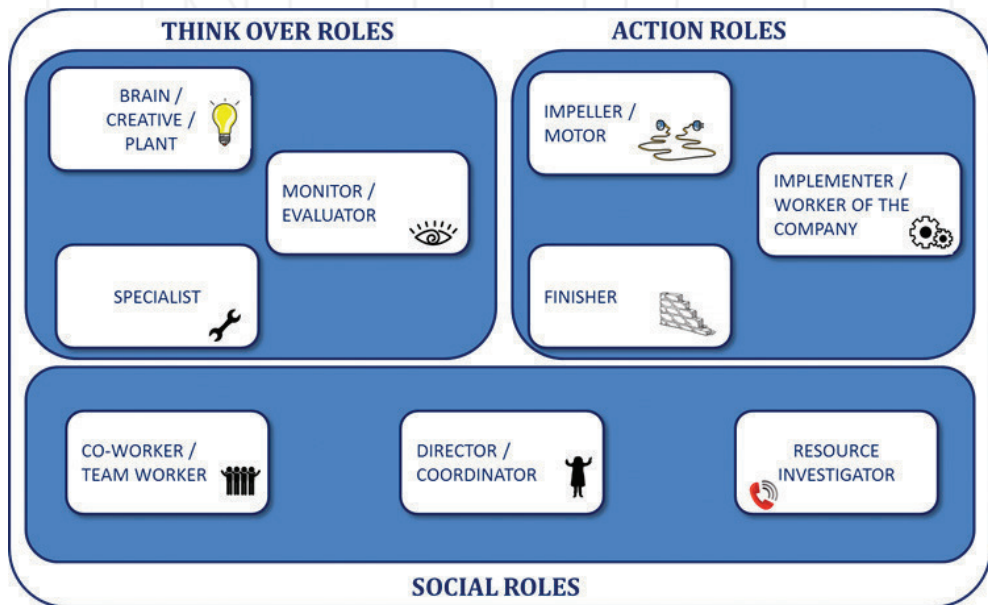 THINK OVER ROLES
BRAIN /
CREATIVE /
PLANT
MONITOR /
EVALUATOR
SPECIALIST
ACTION ROLES
IMPELLER /
MOTOR
IMPLEMENTER /
WORKER OF THE
COMPANY
FINISHER
CO-WORKER /
TEAM WORKER
DIRECTOR /
COORDINATOR
RESOURCE
INVESTIGATOR
SOCIAL ROLES